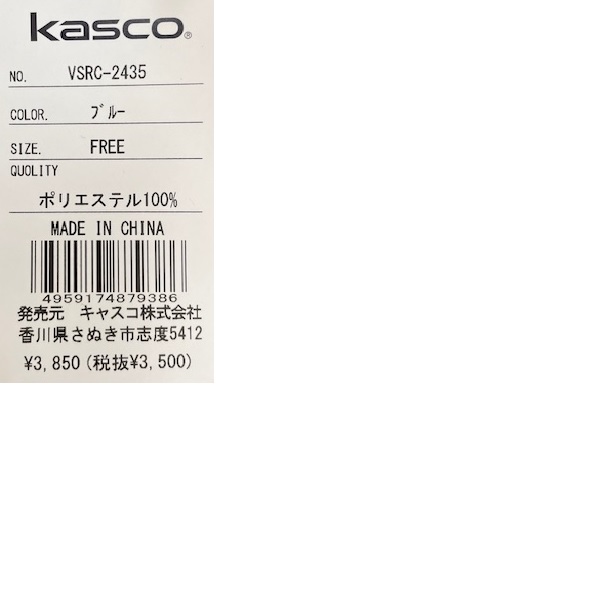 kasco®
NO. VSRC-2435
COLOR. ﾌﾞﾙｰ
SIZE. FREE
QUOLITY
ポリエステル100%
MADE IN CHINA
4959174879386
発売元 キャスコ株式会社
香川県さぬき市志度5412
¥3,850(税抜¥3,500)